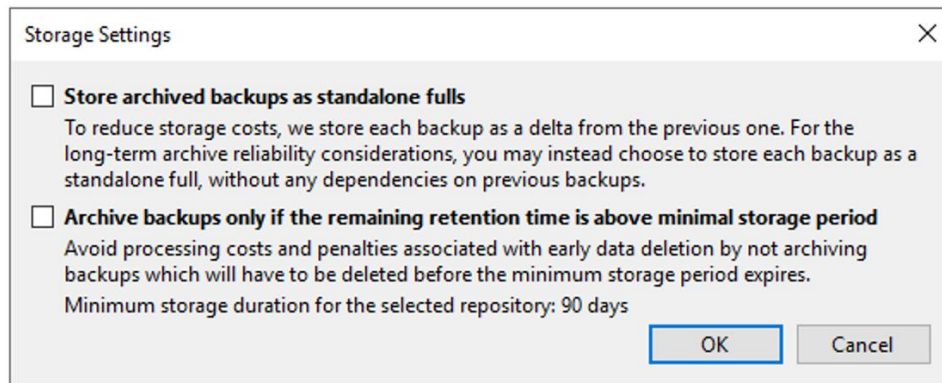 Storage Settings
Store archived backups as standalone fulls
To reduce storage costs, we store each backup as a delta from the previous one. For the
long-term archive reliability considerations, you may instead choose to store each backup as a
standalone full, without any dependencies on previous backups.
Archive backups only if the remaining retention time is above minimal storage period
Avoid processing costs and penalties associated with early data deletion by not archiving
backups which will have to be deleted before the minimum storage period expires.
Minimum storage duration for the selected repository: 90 days
OK Cancel